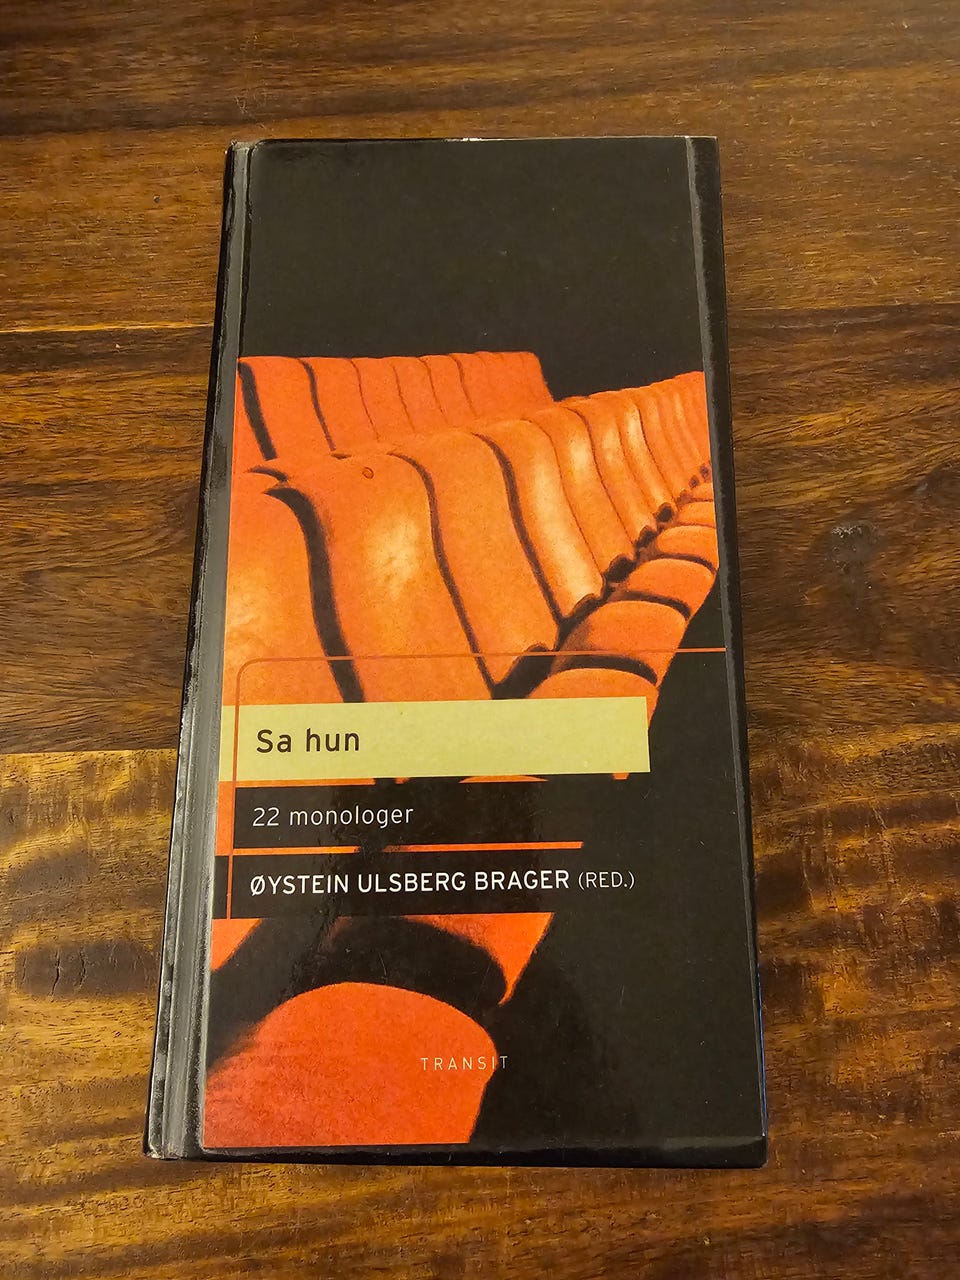 Sa hun
22 monologer
ØYSTEIN ULSBERG BRAGER (RED.)
TRANSIT